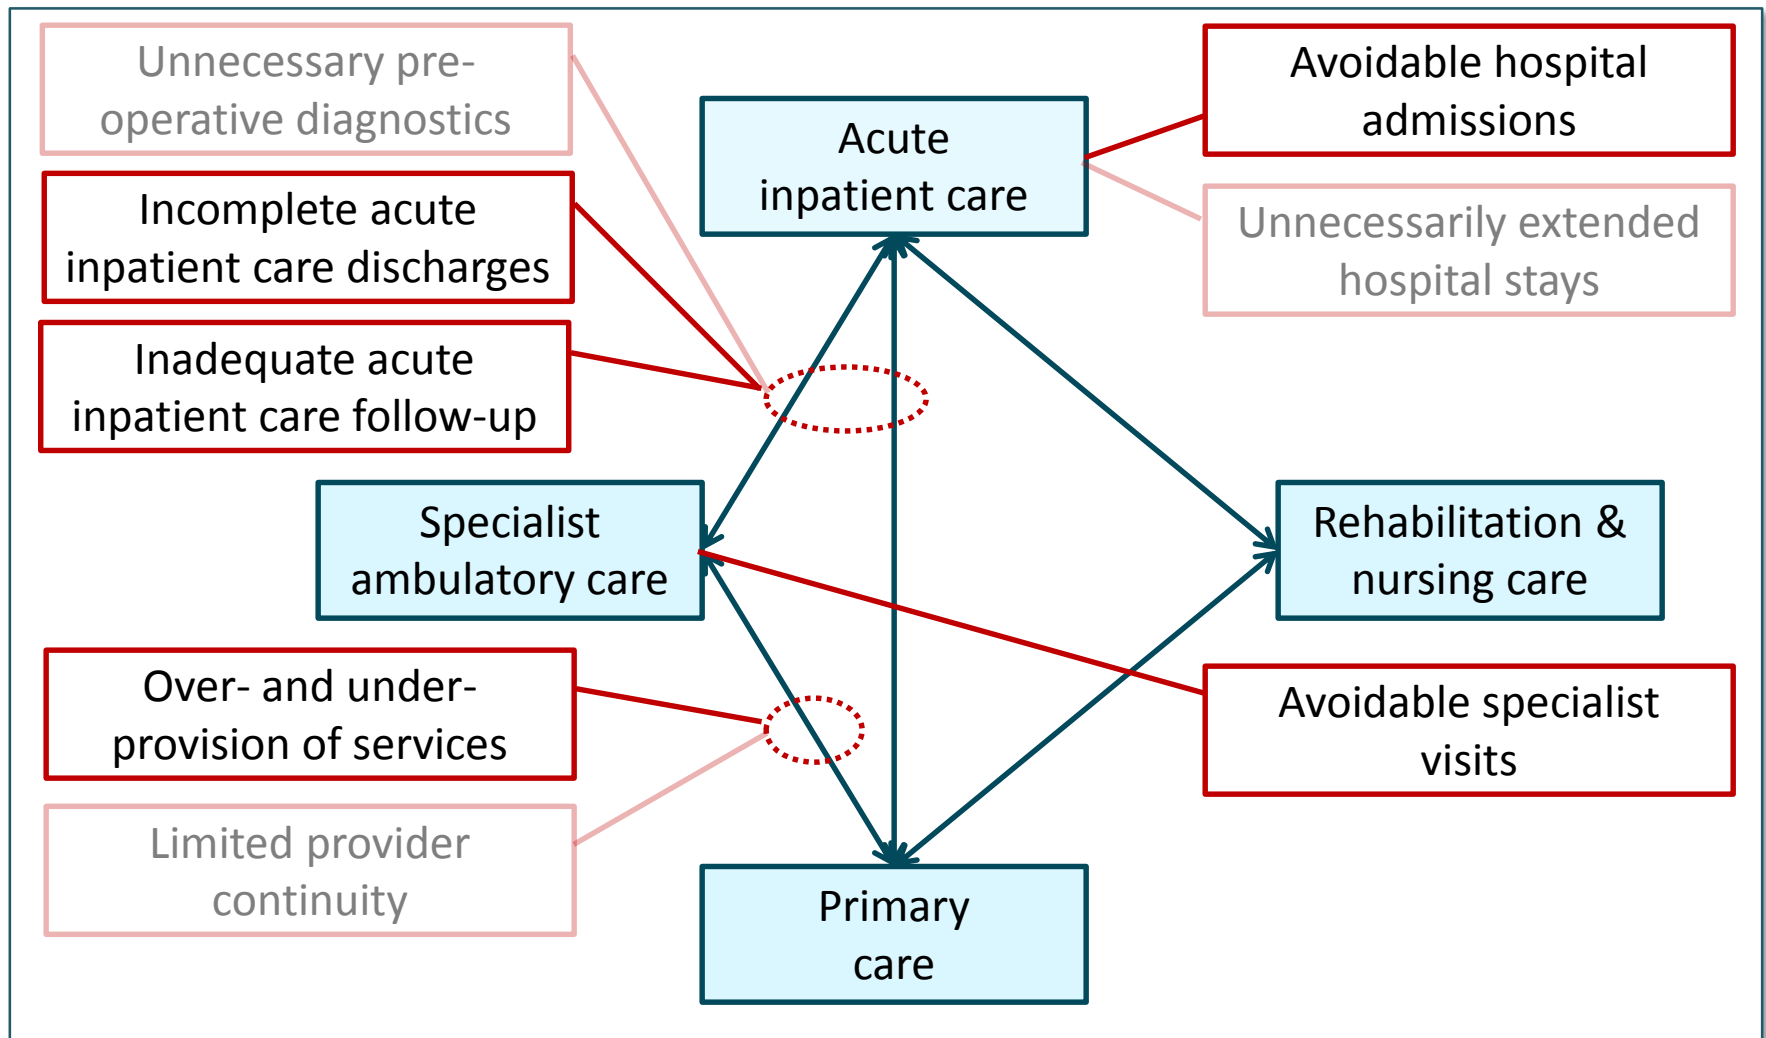 Unnecessary pre-
operative diagnostics
Avoidable hospital
admissions
Acute
inpatient care
Incomplete acute
inpatient care discharges
Unnecessarily extended
hospital stays
Inadequate acute
inpatient care follow-up
Specialist
ambulatory care
Rehabilitation &
nursing care
Over- and under-
provision of services
Avoidable specialist
visits
Limited provider
continuity
Primary
care